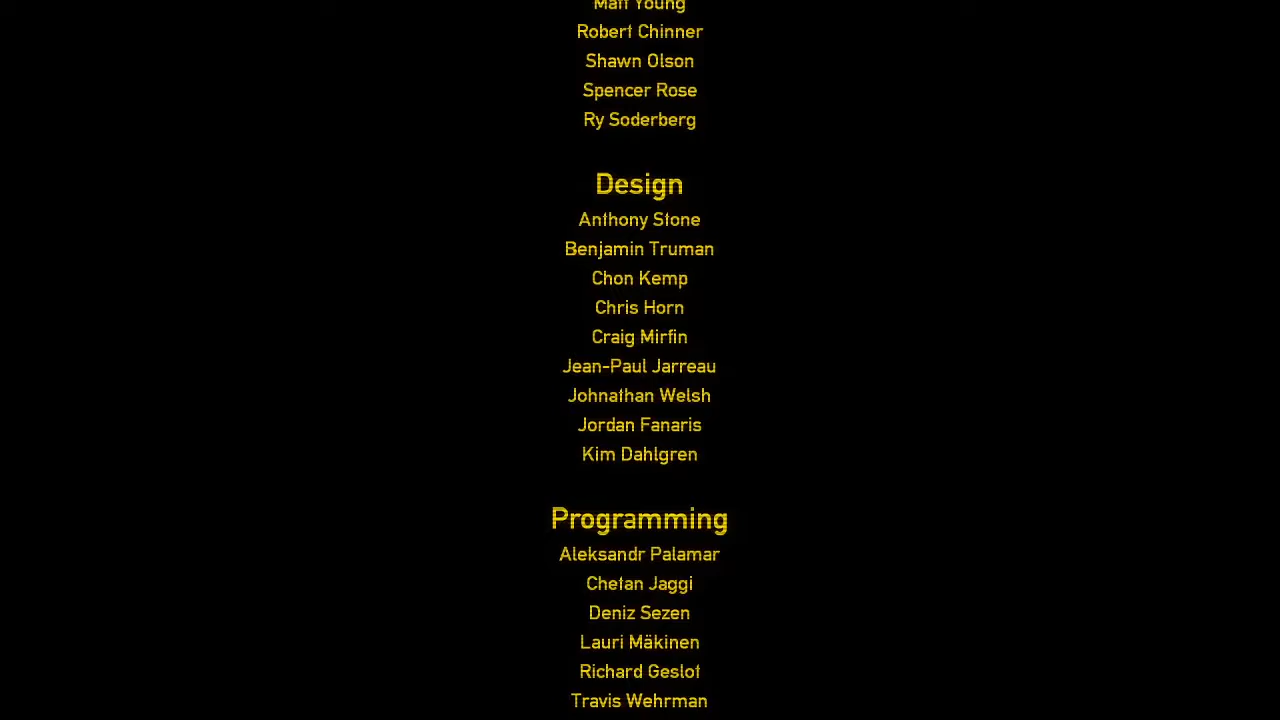 Matt Young
Robert Chinner
Shawn Olson
Spencer Rose
Ry Soderberg
Design
Anthony Stone
Benjamin Truman
Chon Kemp
Chris Horn
Craig Mirfin
Jean-Paul Jarreau
Johnathan Welsh
Jordan Fanaris
Kim Dahlgren
Programming
Aleksandr Palamar
Chetan Jaggi
Deniz Sezen
Lauri Mäkinen
Richard Geslot
Travis Wehrman